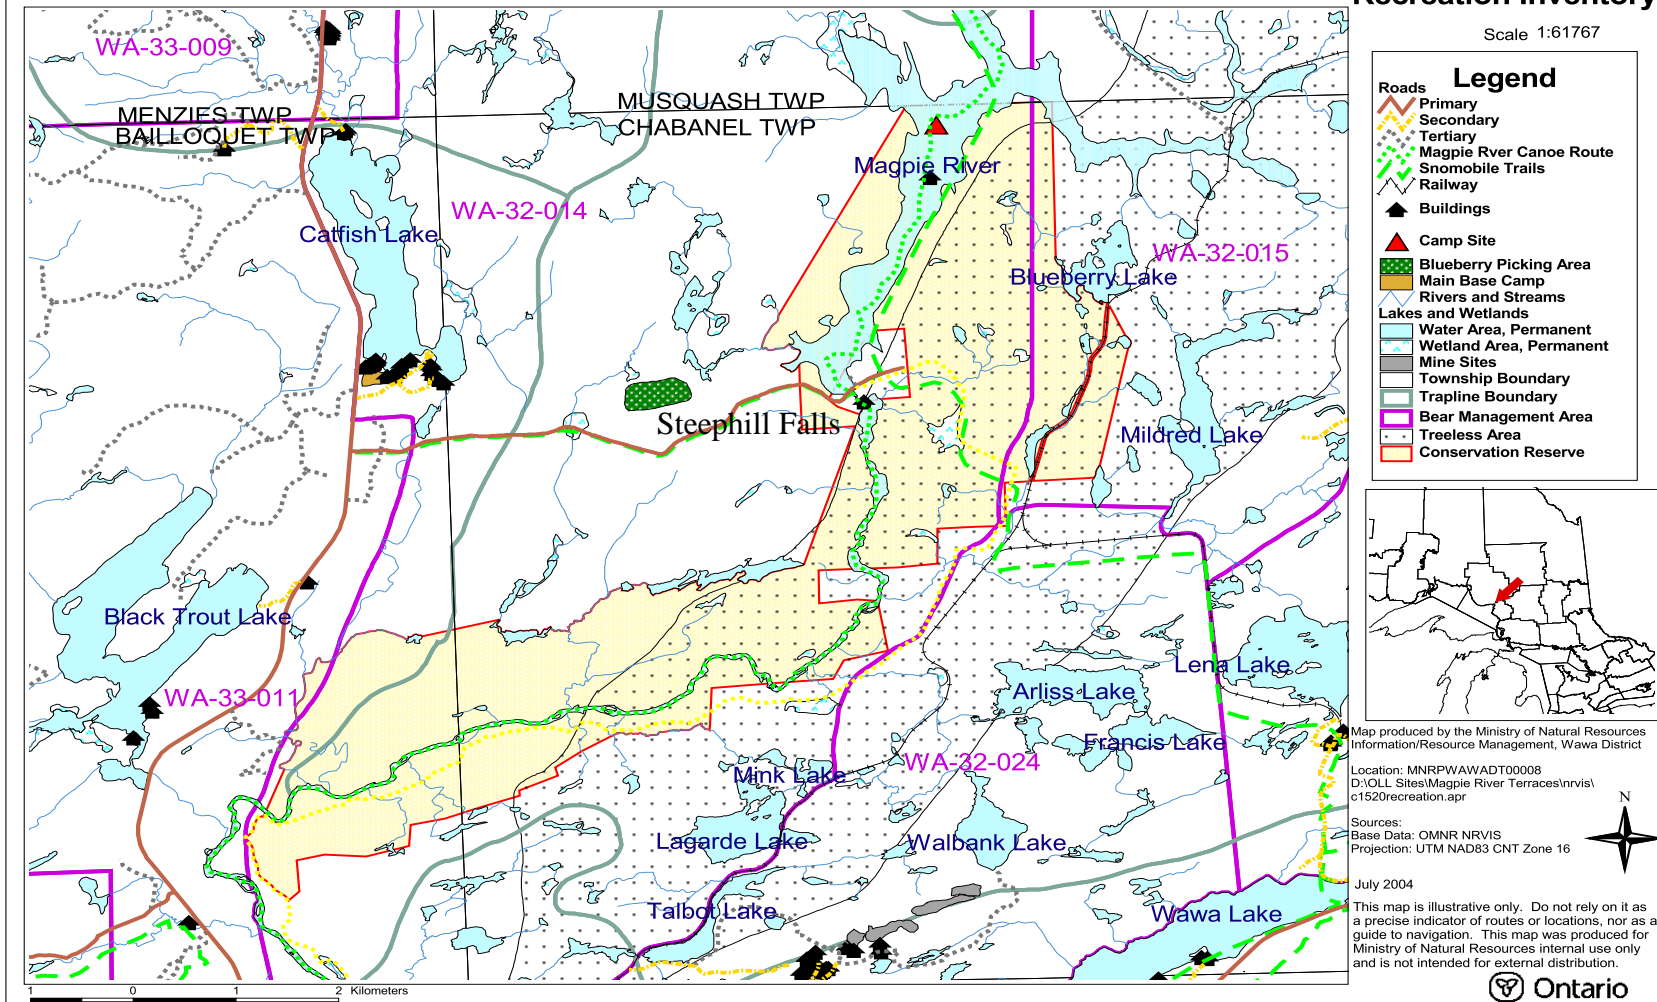 Recreation Inventory
Scale 1:61767
WA-33-009
MENZIES TWP
BAILLOQUET TWP
MUSQUASH TWP
CHABANEL TWP
Magpie River
WA-32-014
Catfish Lake
WA-32-015
Blueberry Lake
Steephill Falls
Mildred Lake
Black Trout Lake
WA-33-011
Lena Lake
Arliss Lake
Francis Lake
WA-32-024
Mink Lake
Lagarde Lake
Walbank Lake
Talbot Lake
Wawa Lake
Legend
Roads
Primary
Secondary
Tertiary
Magpie Rver Canoe Route
Snomobile Trails
Railway
Buildings
Camp Site
Blueberry Picking Area
Main Base Camp
Rivers and Streams
Lakes and Wetlands
Water Area, Permanent
Wetland Area, Permanent
Mine Sites
Township Boundary
Trapline Boundary
Bear Management Area
Treeless Area
Conservation Reserve
Map produced by the Ministry of Natural Resources
Information/Resource Management, Wawa District
Location: MNRPWAWADT00008
D:\OLL Sites\Magpie River Terraces\nrvis\
c1520recreation.apr
N
Sources:
Base Data: OMNR NRVIS
Projection: UTM NAD83 CNT Zone 16
July 2004
This map is illustrative only. Do not rely on it as
a precise indicator of routes or locations, nor as a
guide to navigation. This map was produced for
Ministry of Natural Resources internal use only
and is not intended for external distribution.
Ontario
1 0 1 2 Kilometers